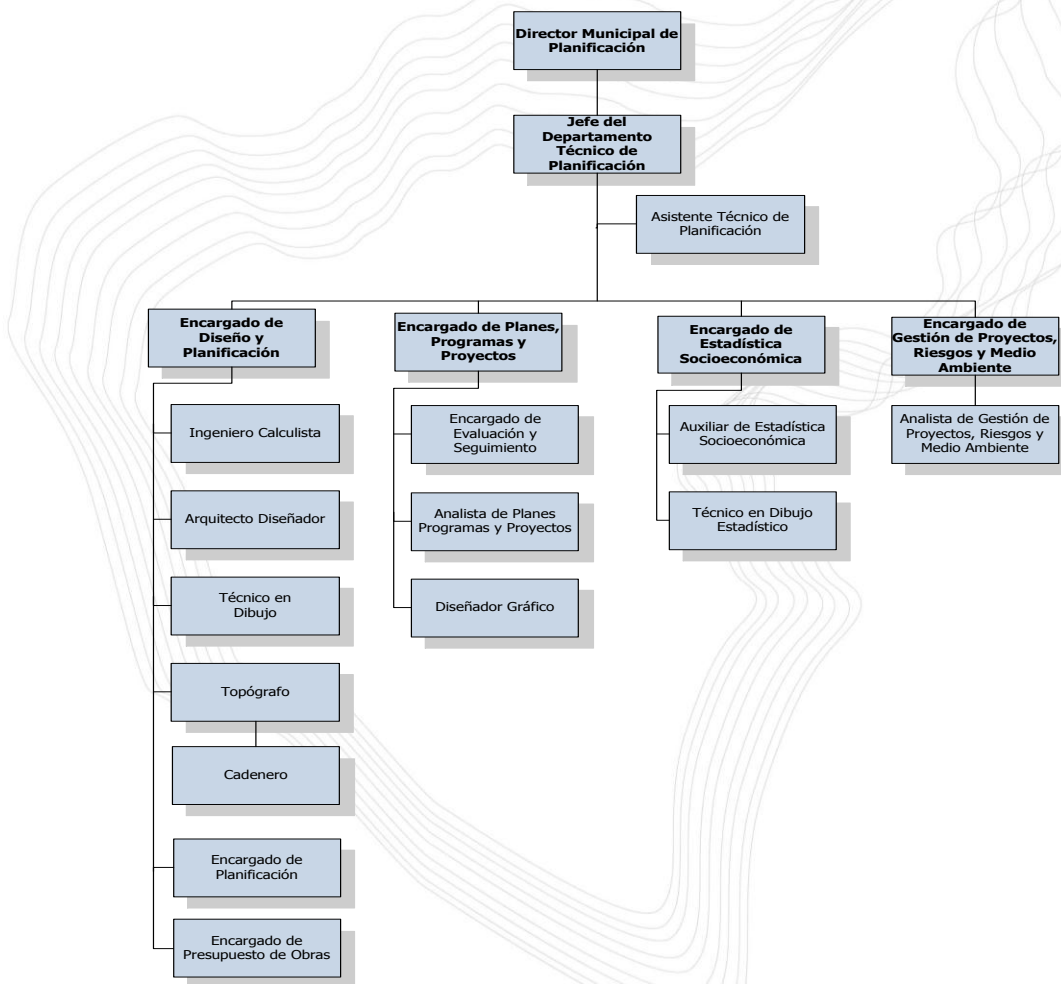 Director Municipal de
Planificación
Jefe del
Departamento
Técnico de
Planificación
Asistente Técnico de
Planificación
Encargado de
Diseño y
Planificación
Encargado de Planes,
Programas y
Proyectos
Encargado de
Estadística
Socioeconómica
Encargado de
Gestión de Proyectos,
Riesgos y Medio
Ambiente
Ingeniero Calculista
Arquitecto Diseñador
Técnico en
Dibujo
Topógrafo
Cadenero
Encargado de
Planificación
Encargado de
Presupuesto de Obras
Encargado de
Evaluación y
Seguimiento
Analista de Planes
Programas y Proyectos
Diseñador Gráfico
Auxiliar de Estadística
Socioeconómica
Técnico en Dibujo
Estadístico
Analista de Gestión de
Proyectos, Riesgos y
Medio Ambiente